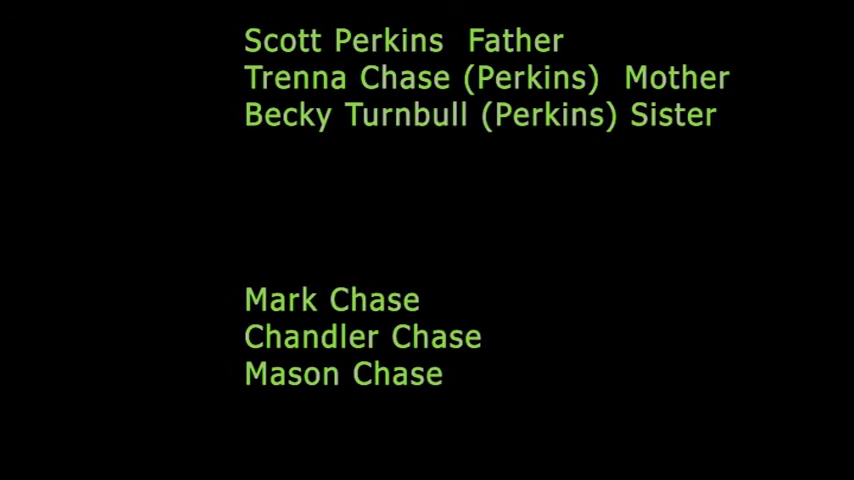 Scott Perkins  Father
Trenna Chase (Perkins)  Mother
Becky Turnbull (Perkins) Sister
Mark Chase
Chandler Chase
Mason Chase